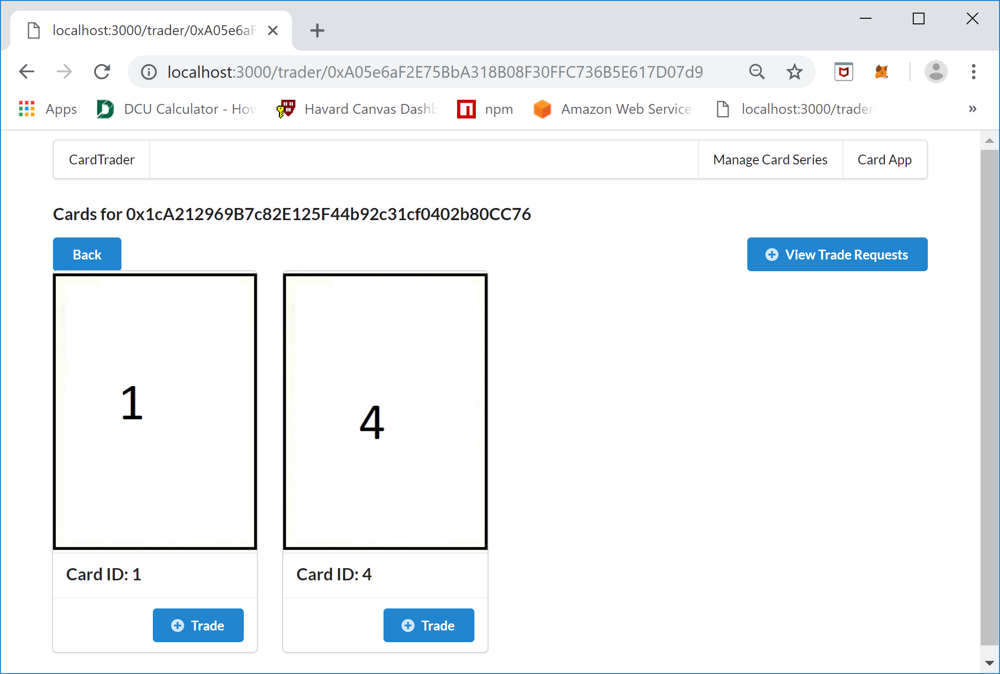 localhost:3000/trader/0xA05e6aF
localhost:3000/trader/0xA05e6aF2E75BbA318B08F30FFC736B5E617D07d9
Apps DCU Calculator - How Havard Canvas Dashb npm Amazon Web Services localhost:3000/trader »
CardTrader Manage Card Series Card App
Cards for 0x1cA212969B7c82E125F44b92c31cf0402b80CC76
Back View Trade Requests
1 4
Card ID: 1 Card ID: 4
Trade Trade